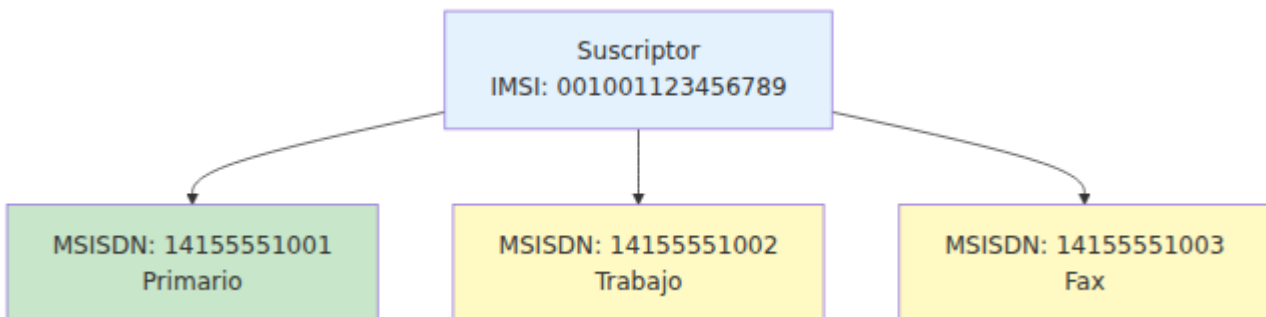 Suscriptor
IMSI: 001001123456789
MSISDN: 14155551001
Primario
MSISDN: 14155551002
Trabajo
MSISDN: 14155551003
Fax